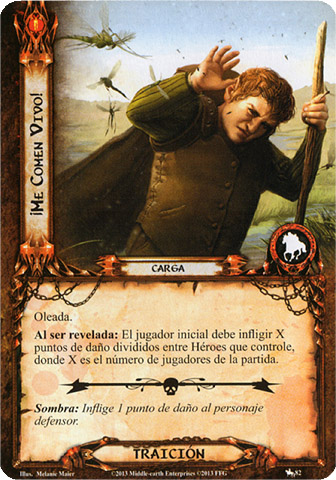 ¡Me Comen Vivo!
CARGA
Oleada.
Al ser revelada: El jugador inicial debe infligir X
puntos de daño divididos entre Héroes que controle,
donde X es el número de jugadores de la partida.
Sombra: Inflige 1 punto de daño al personaje
defensor.
TRAICIÓN
Illus. Melanie Maier ©2013 Middle-earth Enterprises ©2013 FFG 82